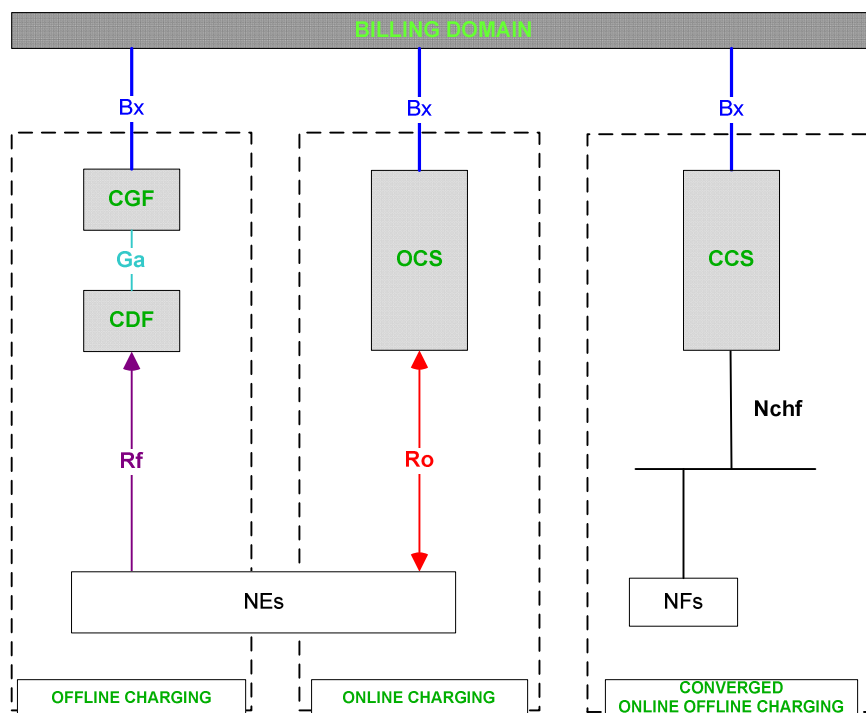 BILLING DOMAIN
Bx
Bx
Bx
CGF
Ga
CDF
OCS
CCS
Nchf
Rf
Ro
NEs
NFs
OFFLINE CHARGING
ONLINE CHARGING
CONVERGED
ONLINE OFFLINE CHARGING